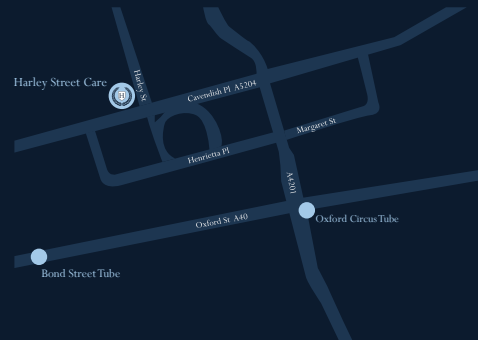 Harley Street Care
H
Harley St
Cavendish Pl A5204
Margaret St
Henrietta Pl
A4201
Oxford St A40
Oxford Circus Tube
Bond Street Tube